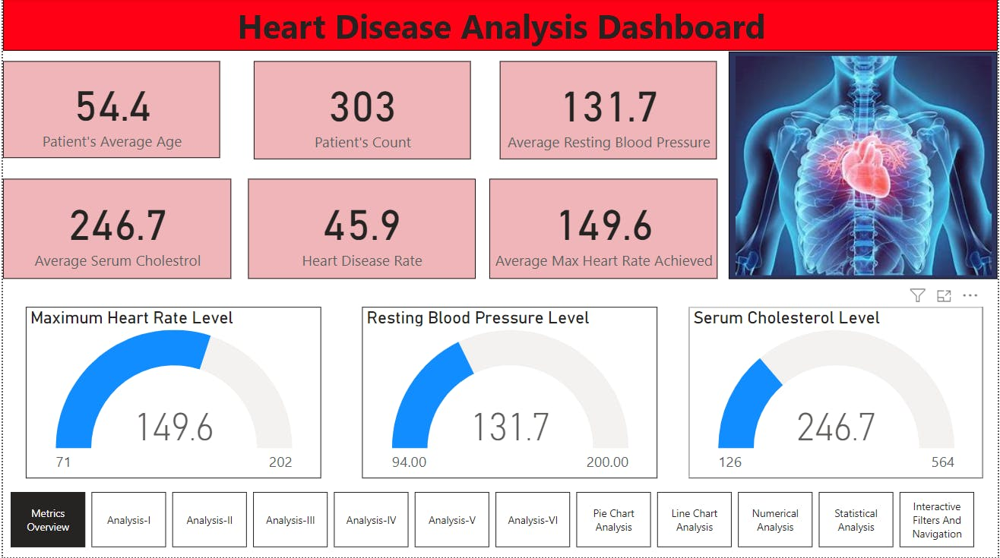 Heart Disease Analysis Dashboard
54.4
Patient's Average Age
303
Patient's Count
131.7
Average Resting Blood Pressure
246.7
Average Serum Cholestrol
45.9
Heart Disease Rate
149.6
Average Max Heart Rate Achieved
Maximum Heart Rate Level
149.6
71
202
Resting Blood Pressure Level
131.7
94.00
200.00
Serum Cholesterol Level
246.7
126
564
Metrics
Overview
Analysis-I
Analysis-II
Analysis-III
Analysis-IV
Analysis-V
Analysis-VI
Pie Chart
Analysis
Line Chart
Analysis
Numerical
Analysis
Statistical
Analysis
Interactive
Filters And
Navigation